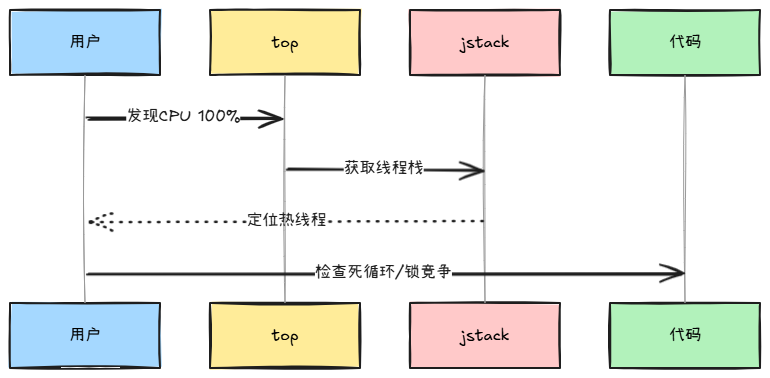 用户
top
jstack
代码
发现CPU 100%
获取线程栈
定位热线程
检查死循环/锁竞争
用户
top
jstack
代码